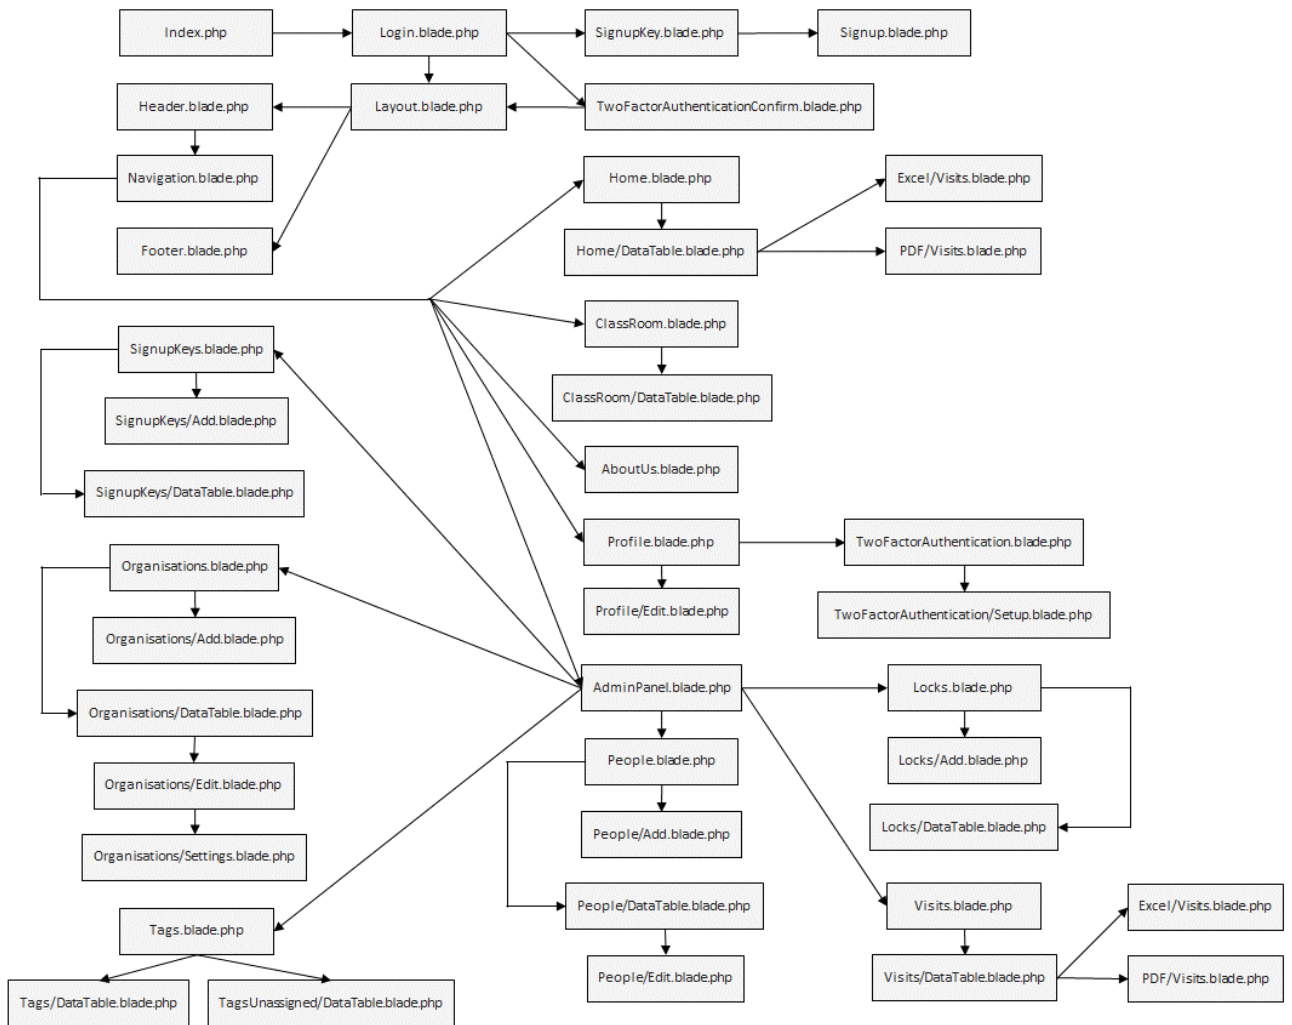 Index.php
Login.blade.php
SignupKey.blade.php
Signup.blade.php
Header.blade.php
Layout.blade.php
TwoFactorAuthenticationConfirm.blade.php
Navigation.blade.php
Home.blade.php
Excel/Visits.blade.php
Footer.blade.php
Home/DataTable.blade.php
PDF/Visits.blade.php
SignupKeys.blade.php
ClassRoom.blade.php
SignupKeys/Add.blade.php
ClassRoom/DataTable.blade.php
SignupKeys/DataTable.blade.php
AboutUs.blade.php
Organisations.blade.php
Profile.blade.php
TwoFactorAuthentication.blade.php
Organisations/Add.blade.php
Profile/Edit.blade.php
TwoFactorAuthentication/Setup.blade.php
Organisations/DataTable.blade.php
AdminPanel.blade.php
Locks.blade.php
Organisations/Edit.blade.php
People.blade.php
Locks/Add.blade.php
Organisations/Settings.blade.php
People/Add.blade.php
Locks/DataTable.blade.php
Tags.blade.php
People/DataTable.blade.php
Visits.blade.php
Excel/Visits.blade.php
Tags/DataTable.blade.php
TagsUnassigned/DataTable.blade.php
People/Edit.blade.php
Visits/DataTable.blade.php
PDF/Visits.blade.php